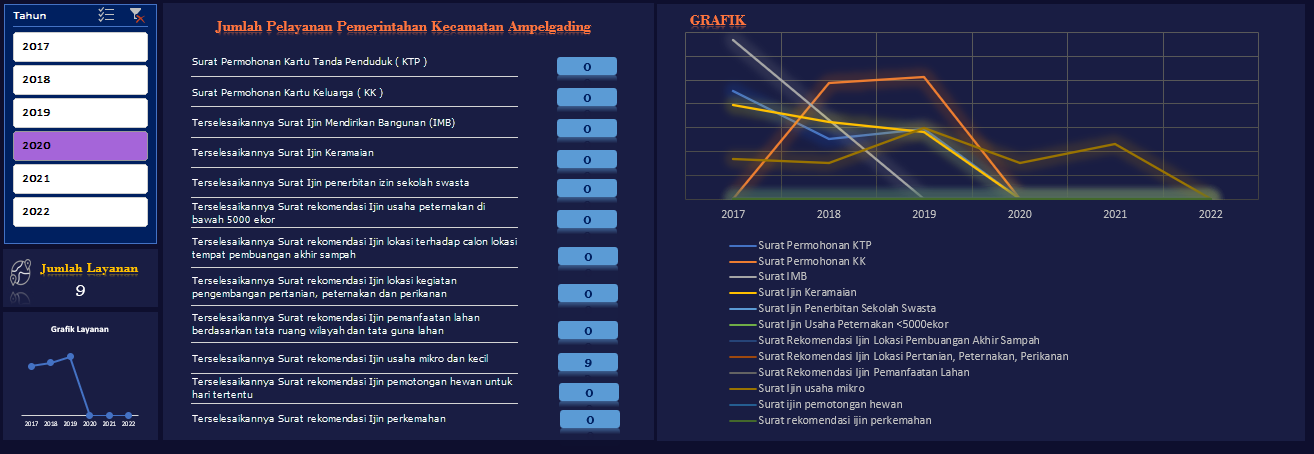 Tahun
2017
2018
2019
2020
2021
2022
Jumlah Layanan
9
Grafik Layanan
2017 2018 2019 2020 2021 2022
Jumlah Pelayanan Pemerintahan Kecamatan Ampelgading
Surat Permohonan Kartu Tanda Penduduk ( KTP )
0
Surat Permohonan Kartu Keluarga ( KK )
0
Terselesaikannya Surat Ijin Mendirikan Bangunan (IMB)
0
Terselesaikannya Surat Ijin Keramaian
0
Terselesaikannya Surat Ijin penerbitan izin sekolah swasta
0
Terselesaikannya Surat rekomendasi Ijin usaha peternakan di
bawah 5000 ekor
0
Terselesaikannya Surat rekomendasi Ijin lokasi terhadap calon lokasi
tempat pembuangan akhir sampah
0
Terselesaikannya Surat rekomendasi Ijin lokasi kegiatan
pengembangan pertanian, peternakan dan perikanan
0
Terselesaikannya Surat rekomendasi Ijin pemanfaatan lahan
berdasarkan tata ruang wilayah dan tata guna lahan
0
Terselesaikannya Surat rekomendasi Ijin usaha mikro dan kecil
9
Terselesaikannya Surat rekomendasi Ijin pemotongan hewan untuk
hari tertentu
0
Terselesaikannya Surat rekomendasi Ijin perkemahan
0
GRAFIK
2017 2018 2019 2020 2021 2022
Surat Permohonan KTP
Surat Permohonan KK
Surat IMB
Surat Ijin Keramaian
Surat Ijin Penerbitan Sekolah Swasta
Surat Ijin Usaha Peternakan <5000ekor
Surat Rekomendasi Ijin Lokasi Pembuangan Akhir Sampah
Surat Rekomendasi Ijin Lokasi Pertanian, Peternakan, Perikanan
Surat Rekomendasi Ijin Pemanfaatan Lahan
Surat Ijin usaha mikro
Surat ijin pemotongan hewan
Surat rekomendasi ijin perkemahan